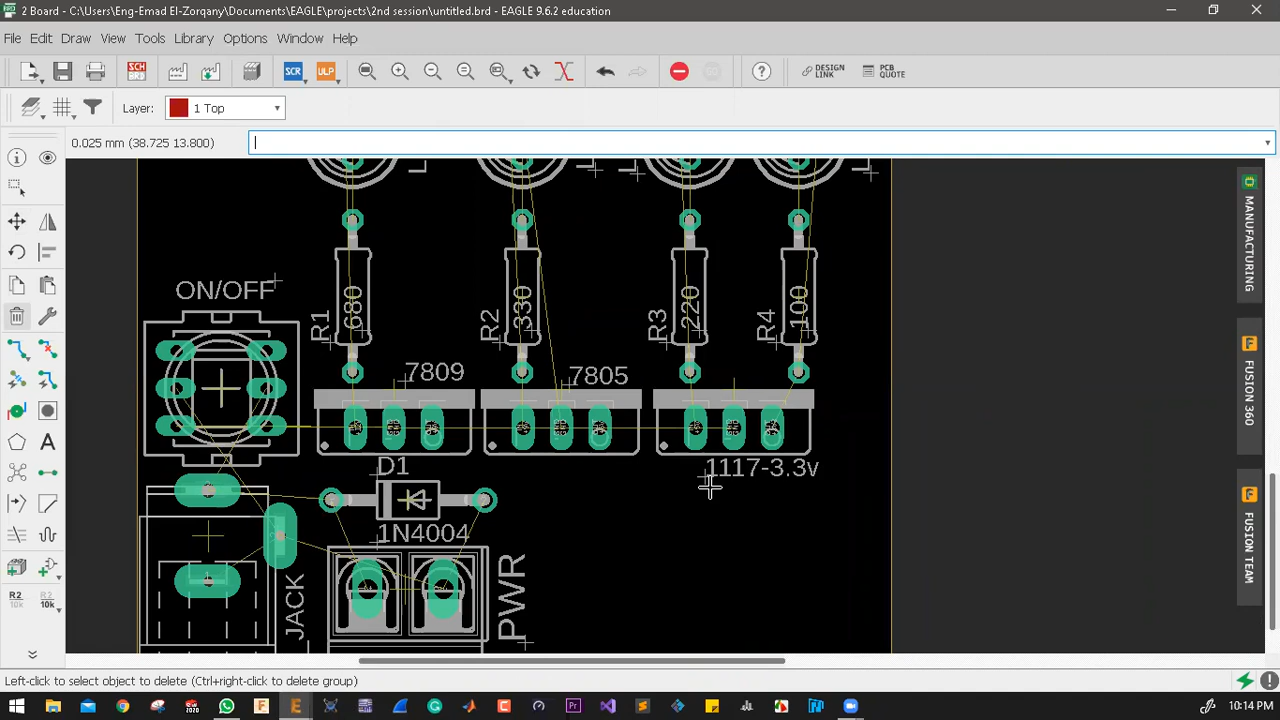 2 Board - C:\Users\Eng-Emad El-Zorqany\Documents\EAGLE\projects\2nd session\untitled.brd - EAGLE 9.6.2 education
File Edit Draw View Tools Library Options Window Help
SCH BRD SCR ULP DESIGN LINK PCB QUOTE
Layer: 1 Top
0.025 mm (38.725 13.800)
ON/OFF
R1
680
R2
330
R3
220
R4
100
7809
7805
1117-3.3v
D1
1N4004
JACK
PWR
MANUFACTURING
FUSION 360
FUSION TEAM
R2
10k
R2
10k
Left-click to select object to delete (Ctrl+right-click to delete group)
10:14 PM